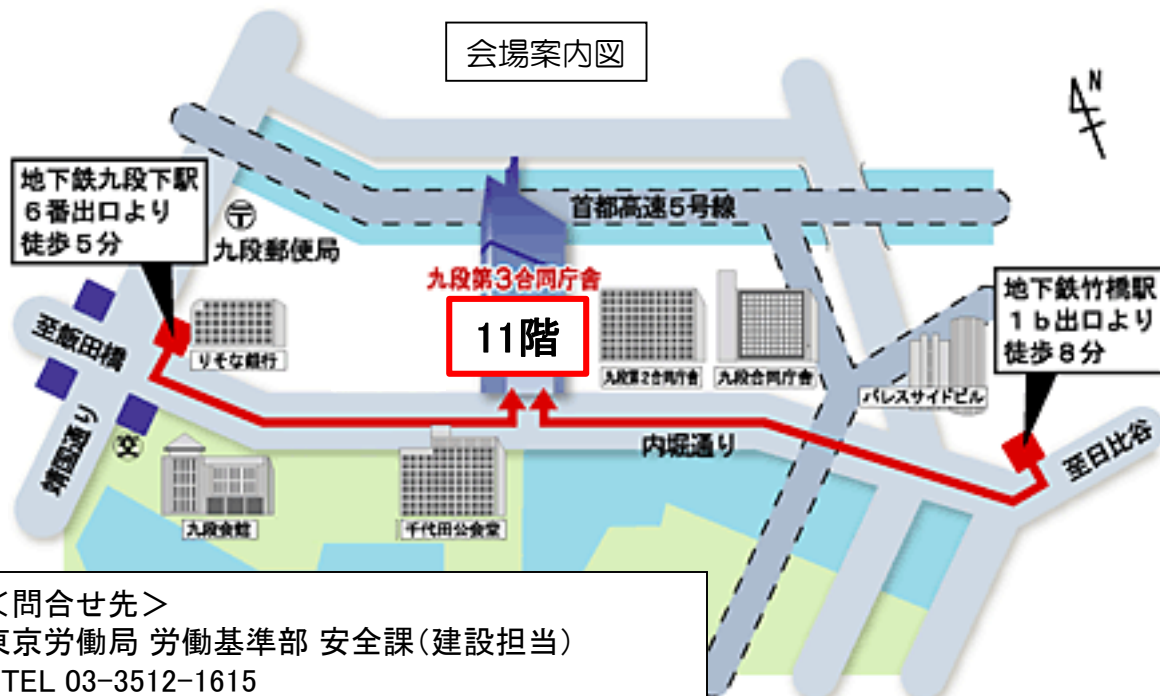 会場案内図
N
地下鉄九段下駅
６番出口より
徒歩５分
〒
九段郵便局
首都高速5号線
九段第3合同庁舎
11階
地下鉄竹橋駅
１ｂ出口より
徒歩８分
至飯田橋
りそな銀行
九段第2合同庁舎
九段合同庁舎
パレスサイドビル
靖国通り
交
内堀通り
至日比谷
九段会館
千代田公会堂
＜問合せ先＞
東京労働局 労働基準部 安全課(建設担当)
TEL 03-3512-1615